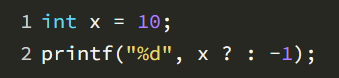 1 int x = 10;
2 printf("%d", x ? : -1);